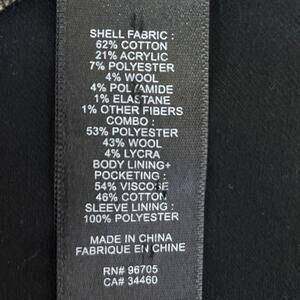 SHELL FABRIC :
62% COTTON
21% ACRYLIC
7% POLYESTER
4% WOOL
4% POLYAMIDE
1% ELASTANE
1% OTHER FIBERS
COMBO :
53% POLYESTER
43% WOOL
4% LYCRA
BODY LINING+
POCKETING :
54% VISCOSE
46% COTTON
SLEEVE LINING :
100% POLYESTER
MADE IN CHINA
FABRIQUE EN CHINE
RN# 96705
CA# 34460